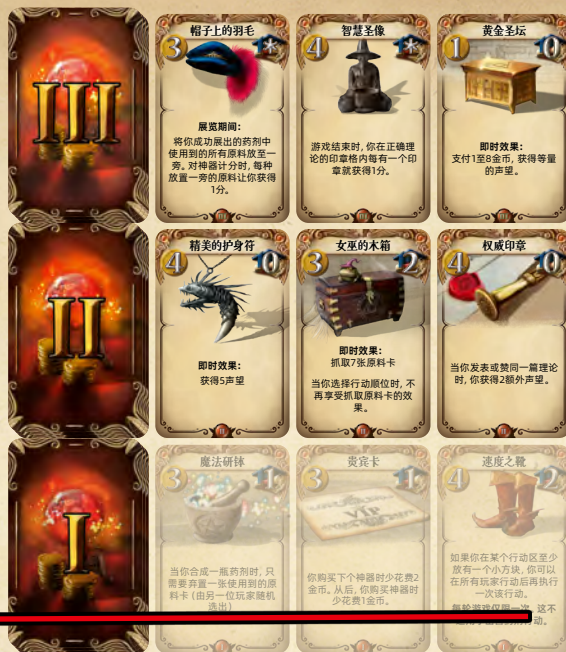 III
帽子上的羽毛
3
1*
展览期间：
将你成功展出的药剂中
使用到的所有原料放至一
旁。对神器计分时，每种
放置一旁的原料让你获得
1分。
智慧圣像
4
*
游戏结束时，你在正确理
论的印章格内每有一个印
章就获得1分。
黄金圣坛
1
0
即时效果：
支付1至8金币，获得等量
的声望。
II
精美的护身符
4
0
即时效果：
获得5声望
女巫的木箱
3
2
即时效果：
抓取7张原料卡
当你选择行动顺位时，不
再享受抓取原料卡的效
果。
权威印章
4
0
当你发表或赞同一篇理论
时，你获得2额外声望。
I
魔法研钵
3
1
当你合成一瓶药剂时，只
需要弃置一张使用到的原
料卡（由另一位玩家随机
选出）
贵宾卡
3
1
VIP
你购买下个神器时少花费2
金币。从后，你购买神器时
少花费1金币。
速度之靴
4
2
如果你在某个行动区至少
放有一个小方块，你可以
在所有玩家行动后再执行
一次该行动。
每轮游戏仅限一次，这不